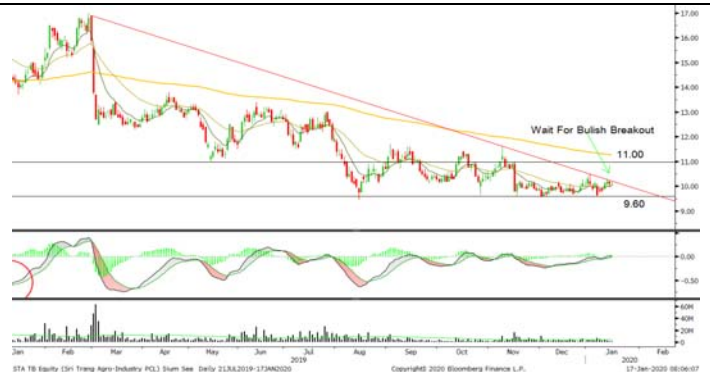 17.00
16.00
15.00
14.00
13.00
12.00
Wait For Bulish Breakout
11.00
11.00
10.00
9.60
9.00
0.00
-0.50
60M
40M
20M
0
Jan Feb Mar Apr May Jun Jul Aug Sep Oct Nov Dec Jan Feb
2019 2020
STA TB Equity (Sri Trang Agro-Industry PCL) Sium See Daily 21JUL2019-17JAN2020 Copyright© 2020 Bloomberg Finance L.P. 17-Jan-2020 08:06:07